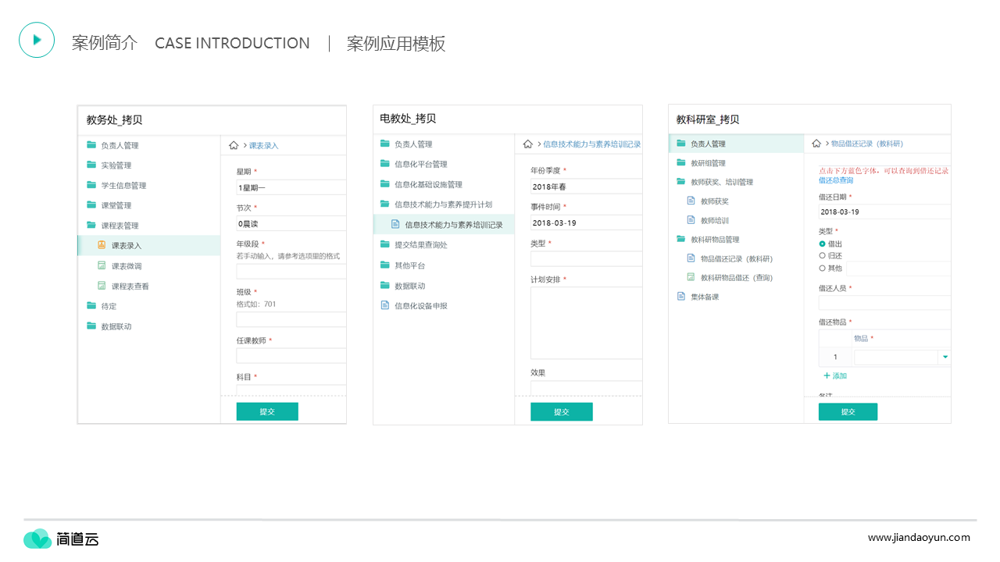 案例简介 CASE INTRODUCTION | 案例应用模板
教务处_拷贝
负责人管理
实验管理
学生信息管理
课堂管理
课程表管理
课表录入
课表微调
课程表查看
待定
数据联动
课表录入
星期 *
1星期一
节次 *
0晨读
年级段 *
若手动输入，请参考选项里的格式
班级 *
格式如：701
任课教师 *
科目 *
提交
电教处_拷贝
负责人管理
信息化平台管理
信息化基础设施管理
信息技术能力与素养提升计划
信息技术能力与素养培训记录
提交结果查询处
其他平台
数据联动
信息化设备申报
信息技术能力与素养培训记录
年份季度 *
2018年春
事件时间 *
2018-03-19
类型 *
计划安排 *
效果
提交
教科研室_拷贝
负责人管理
教研组管理
教师获奖、培训管理
教师获奖
教师培训
教科研物品管理
物品借还记录（教科研）
教科研物品借还（查询）
集体备课
物品借还记录（教科研）
点击下方蓝色字体，可以查询到借还记录
借还总查询
借还日期 *
2018-03-19
类型 *
借出
归还
其他
借还人员 *
借还物品 *
物品 *
1
+ 添加
备注
提交
简道云
www.jiandaoyun.com